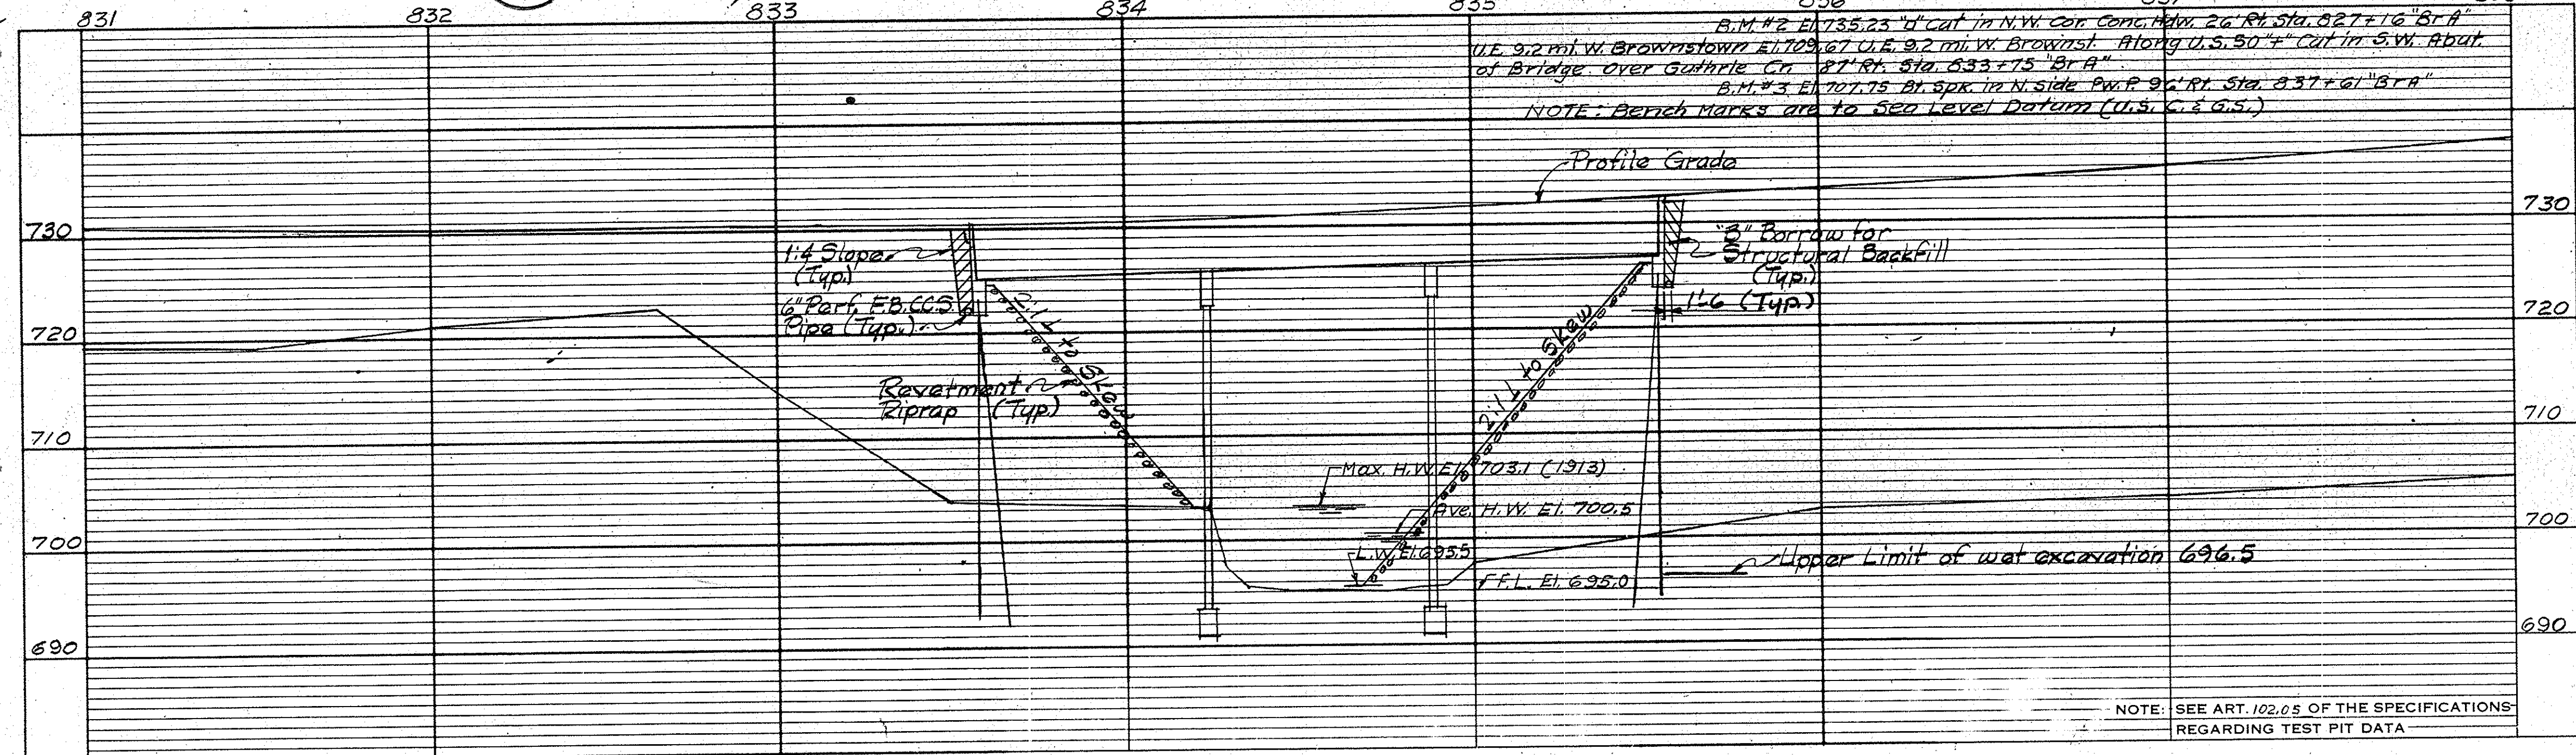 831 832 833 834 835 836 837
B.M. #2 El. 735.23 "□" Cut in N.W. Cor. Conc. Hdw. 26' Rt. Sta. 827+16 "Br A"
U.E. 9.2 mi. W. Brownstown El. 709.67 U.E. 9.2 mi. W. Brownst. Along U.S. 50 "+" Cut in S.W. Abut.
of Bridge over Guthrie Cr. 87' Rt. Sta. 833+75 "Br A"
B.M. #3 El. 707.75 Bt. Spk. in N. Side Pw. P. 96' Rt. Sta. 837+61 "Br A"
NOTE: Bench Marks are to Sea Level Datum (U.S. C. & G.S.)
Profile Grade
730
730
1:4 Slope
(Typ.)
"B" Borrow for
Structural Backfill
(Typ.)
6" Perf. F.B.C.C.S.
Pipe (Typ.)
1'-6 (Typ.)
720
720
2:1 ⊥ to Skew
2:1 ⊥ to Skew
Revetment
Riprap (Typ.)
710
710
Max. H.W. El. 703.1 (1913)
Ave. H.W. El. 700.5
700
700
L.W. El. 695.5
Upper Limit of wet excavation 696.5
F.L. El. 695.0
690
690
NOTE: SEE ART. 102.05 OF THE SPECIFICATIONS
REGARDING TEST PIT DATA